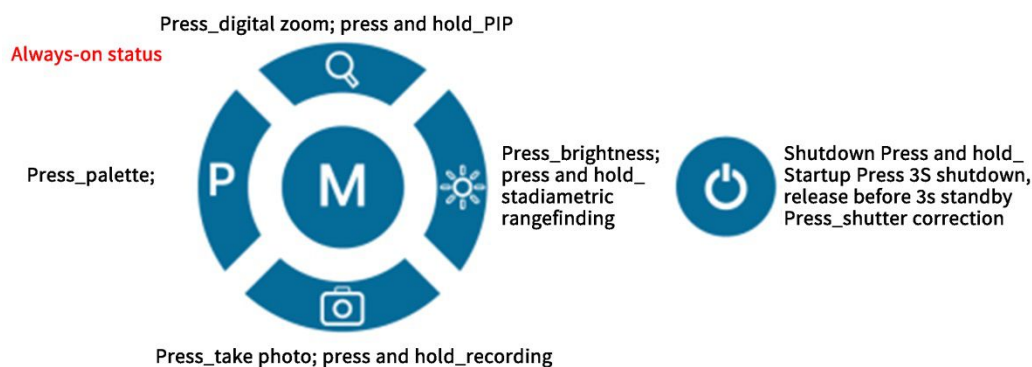 Press_digital zoom; press and hold_PIP
Always-on status
Press_palette;
P
M
Press_brightness;
press and hold_
stadiametric
rangefinding
Shutdown Press and hold_
Startup Press 3S shutdown,
release before 3s standby
Press_shutter correction
Press_take photo; press and hold_recording